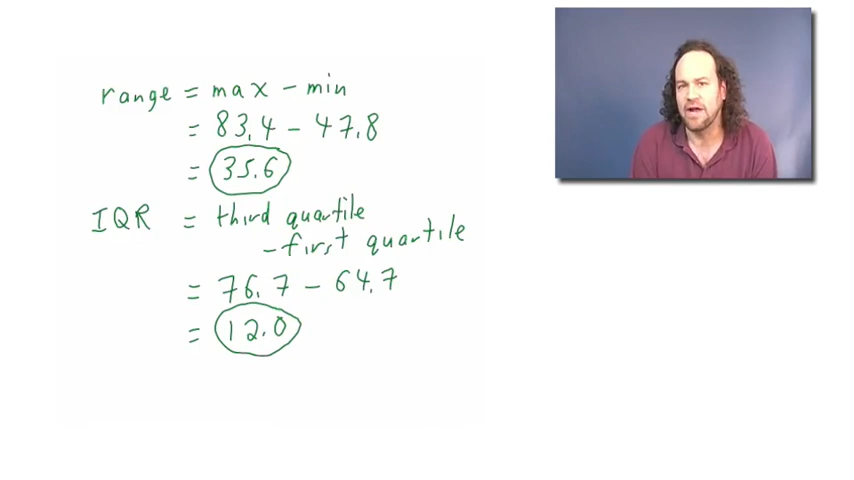 range = max - min
= 83.4 - 47.8
= 35.6
IQR = third quartile
- first quartile
= 76.7 - 64.7
= 12.0